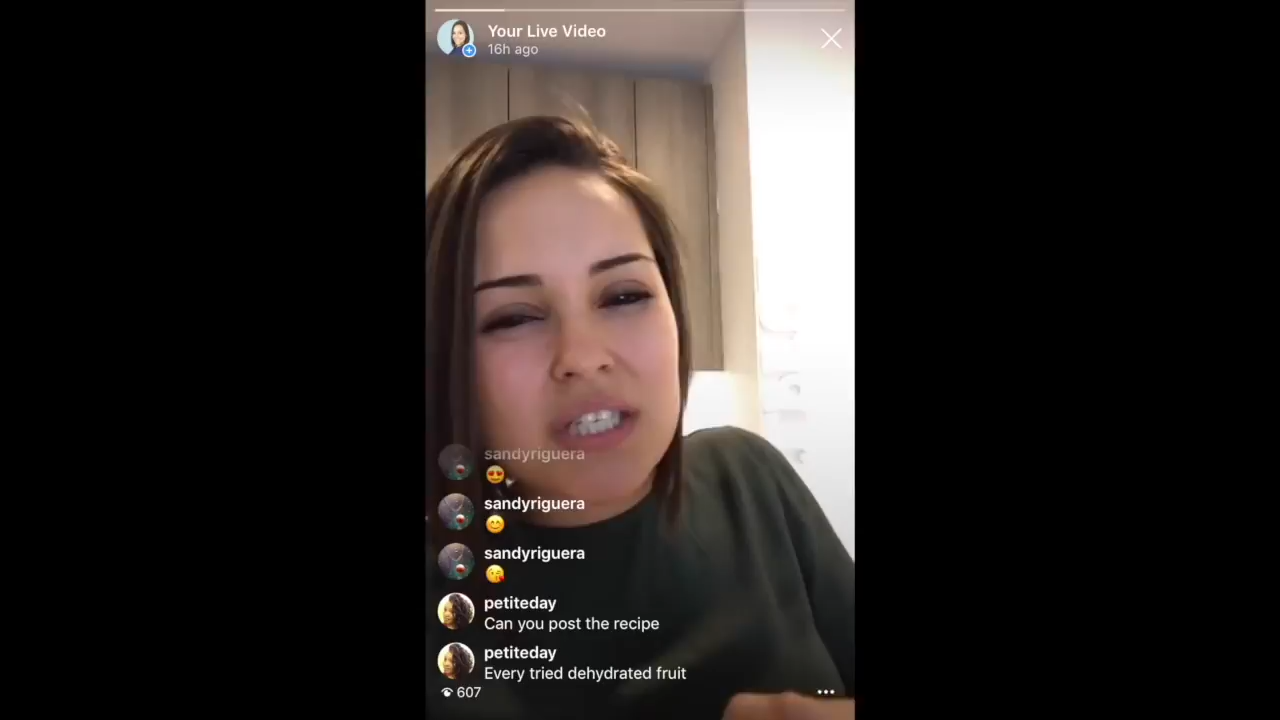 Your Live Video
16h ago
sandyriguera
😍
sandyriguera
😊
sandyriguera
😘
petiteday
Can you post the recipe
petiteday
Every tried dehydrated fruit
607